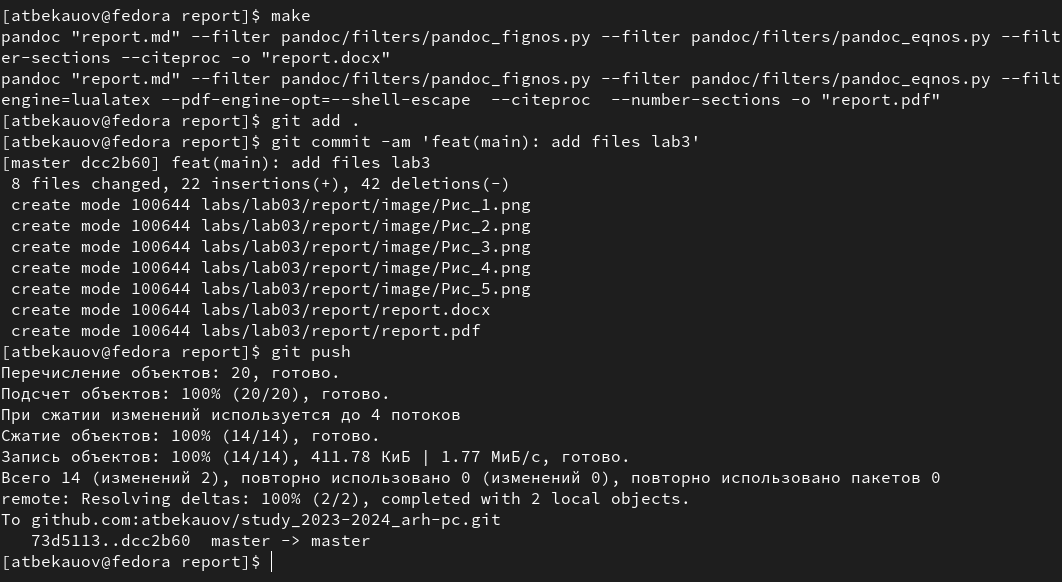 [atbekauov@fedora report]$ make
pandoc "report.md" --filter pandoc/filters/pandoc_fignos.py --filter pandoc/filters/pandoc_eqnos.py --filt
er-sections --citeproc -o "report.docx"
pandoc "report.md" --filter pandoc/filters/pandoc_fignos.py --filter pandoc/filters/pandoc_eqnos.py --filt
engine=lualatex --pdf-engine-opt=--shell-escape  --citeproc  --number-sections -o "report.pdf"
[atbekauov@fedora report]$ git add .
[atbekauov@fedora report]$ git commit -am 'feat(main): add files lab3'
[master dcc2b60] feat(main): add files lab3
 8 files changed, 22 insertions(+), 42 deletions(-)
 create mode 100644 labs/lab03/report/image/Рис_1.png
 create mode 100644 labs/lab03/report/image/Рис_2.png
 create mode 100644 labs/lab03/report/image/Рис_3.png
 create mode 100644 labs/lab03/report/image/Рис_4.png
 create mode 100644 labs/lab03/report/image/Рис_5.png
 create mode 100644 labs/lab03/report/report.docx
 create mode 100644 labs/lab03/report/report.pdf
[atbekauov@fedora report]$ git push
Перечисление объектов: 20, готово.
Подсчет объектов: 100% (20/20), готово.
При сжатии изменений используется до 4 потоков
Сжатие объектов: 100% (14/14), готово.
Запись объектов: 100% (14/14), 411.78 КиБ | 1.77 МиБ/с, готово.
Всего 14 (изменений 2), повторно использовано 0 (изменений 0), повторно использовано пакетов 0
remote: Resolving deltas: 100% (2/2), completed with 2 local objects.
To github.com:atbekauov/study_2023-2024_arh-pc.git
   73d5113..dcc2b60  master -> master
[atbekauov@fedora report]$